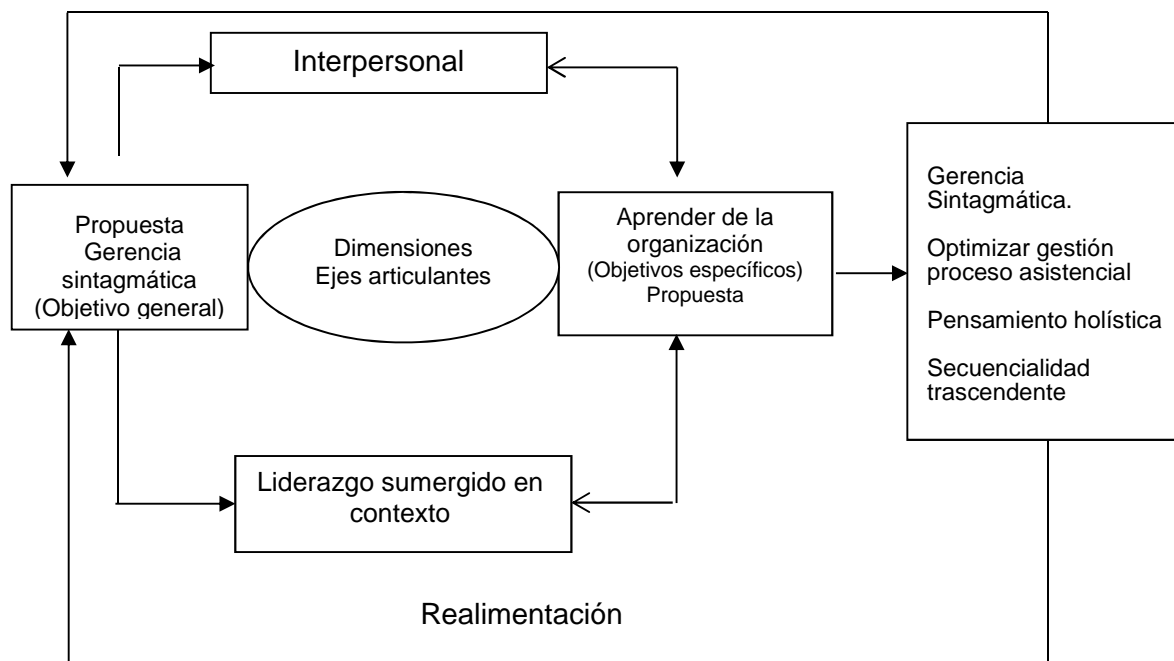 Interpersonal
Propuesta
Gerencia
sintagmática
(Objetivo general)
Dimensiones
Ejes articulantes
Aprender de la
organización
(Objetivos específicos)
Propuesta
Gerencia
Sintagmática.
Optimizar gestión
proceso asistencial
Pensamiento holística
Secuencialidad
trascendente
Liderazgo sumergido en
contexto
Realimentación